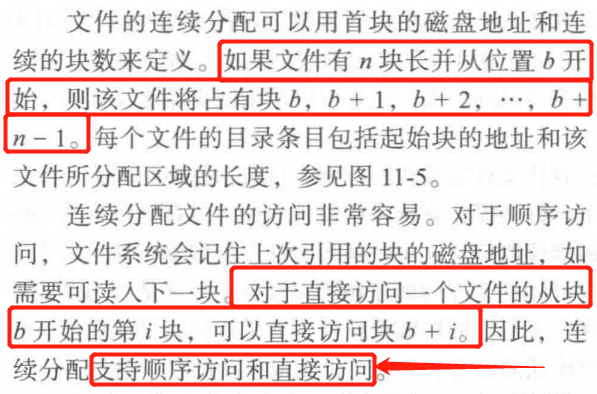 文件的连续分配可以用首块的磁盘地址和连
续的块数来定义。如果文件有 n 块长并从位置 b 开
始，则该文件将占有块 b，b + 1，b + 2，…，b +
n − 1。每个文件的目录条目包括起始块的地址和该
文件所分配区域的长度，参见图 11-5。
连续分配文件的访问非常容易。对于顺序访
问，文件系统会记住上次引用的块的磁盘地址，如
需要可读入下一块。对于直接访问一个文件的从块
b 开始的第 i 块，可以直接访问块 b + i。因此，连
续分配支持顺序访问和直接访问。